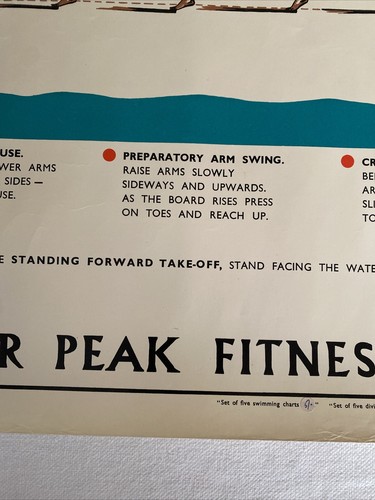 USE.
WER ARMS
SIDES —
USE.
PREPARATORY ARM SWING.
RAISE ARMS SLOWLY
SIDEWAYS AND UPWARDS.
AS THE BOARD RISES PRESS
ON TOES AND REACH UP.
CR
BE
AR
SLI
TO
E STANDING FORWARD TAKE-OFF, STAND FACING THE WATE
R PEAK FITNES
"Set of five swimming charts " "Set of five divi